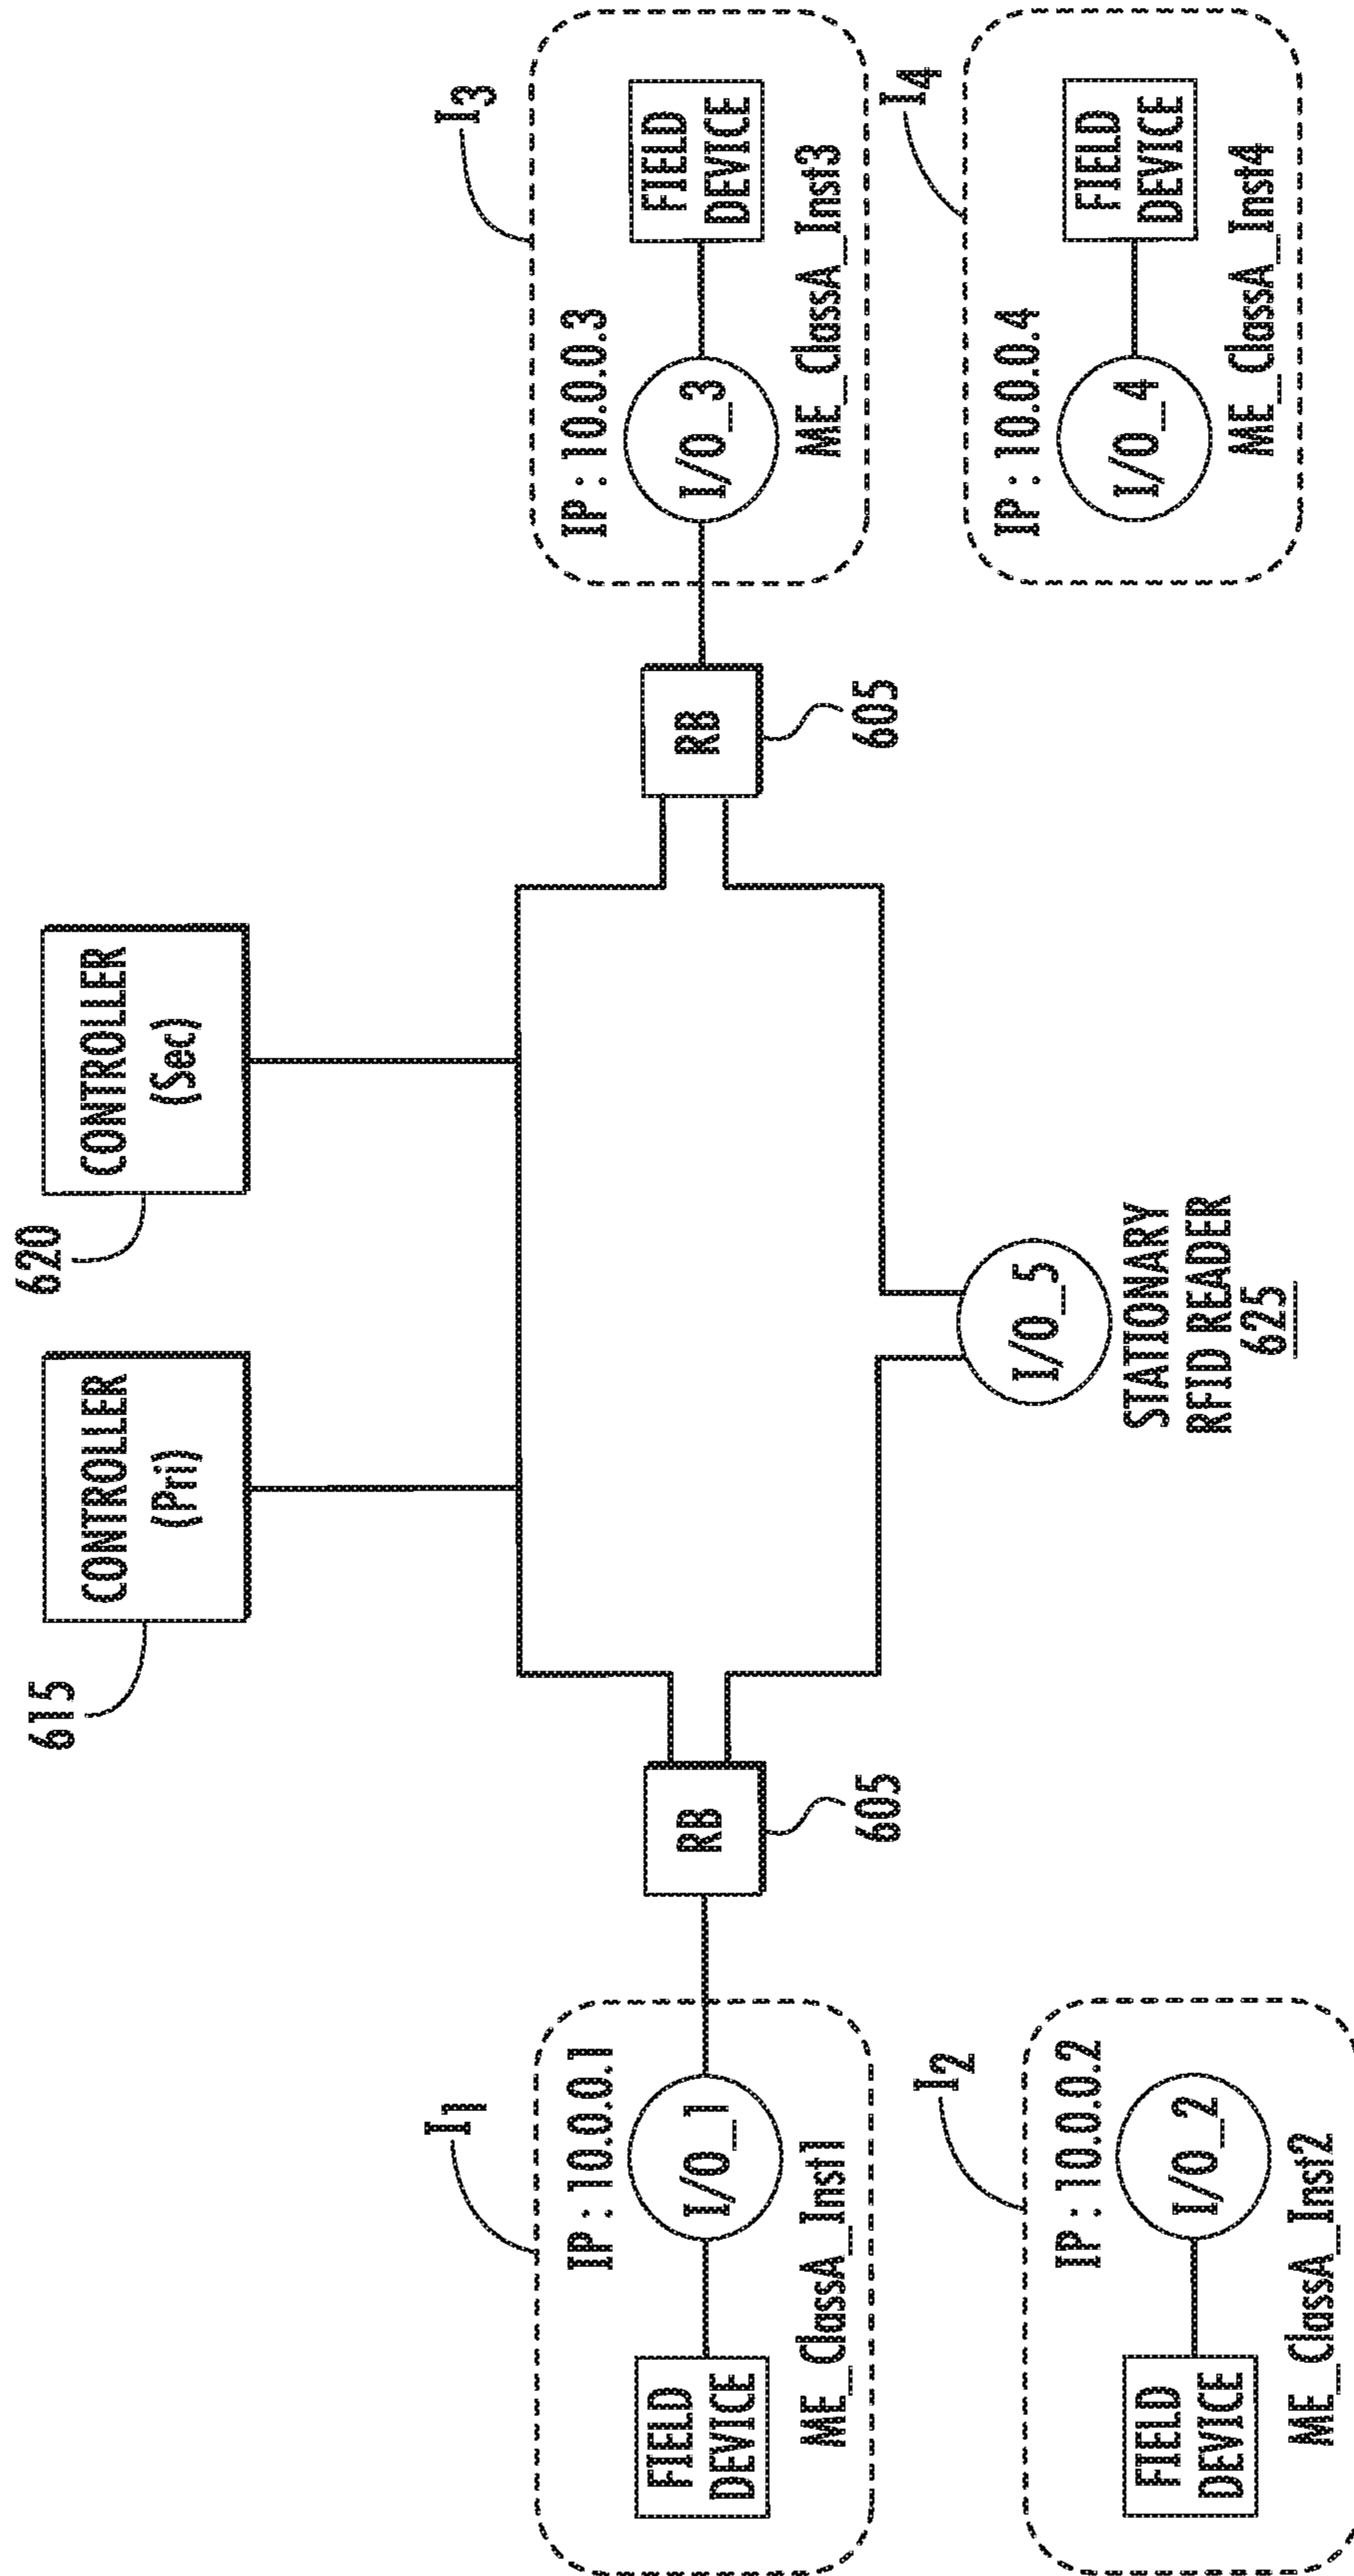 615
CONTROLLER
(Pri)
620
CONTROLLER
(Sec)
I1
IP : 10.0.0.1
FIELD
DEVICE
I/O_1
ME_ClassA_Inst1
RB
605
RB
605
I3
IP : 10.0.0.3
I/O_3
FIELD
DEVICE
ME_ClassA_Inst3
I2
IP : 10.0.0.2
FIELD
DEVICE
I/O_2
ME_ClassA_Inst2
I/O_5
STATIONARY
RFID READER
625
I4
IP : 10.0.0.4
I/O_4
FIELD
DEVICE
ME_ClassA_Inst4